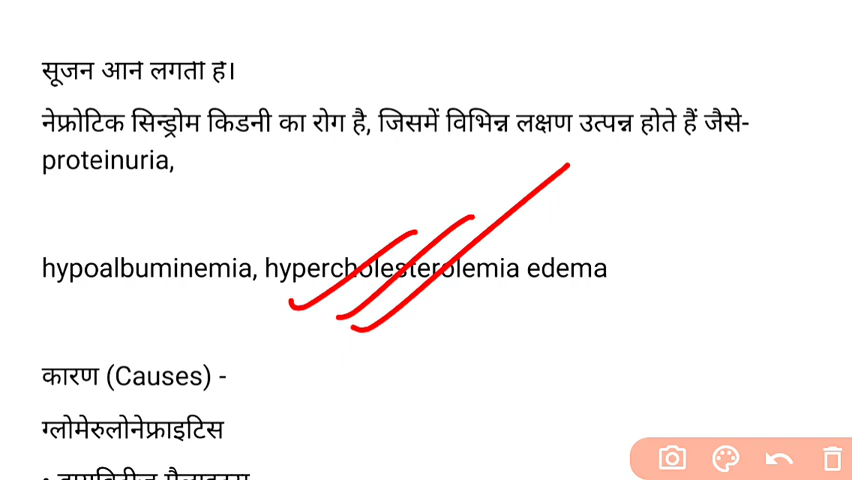 सूजन आने लगती है।
नेफ्रोटिक सिन्ड्रोम किडनी का रोग है, जिसमें विभिन्न लक्षण उत्पन्न होते हैं जैसे-
proteinuria,
hypoalbuminemia, hypercholesterolemia edema
कारण (Causes) -
ग्लोमेरुलोनेफ्राइटिस